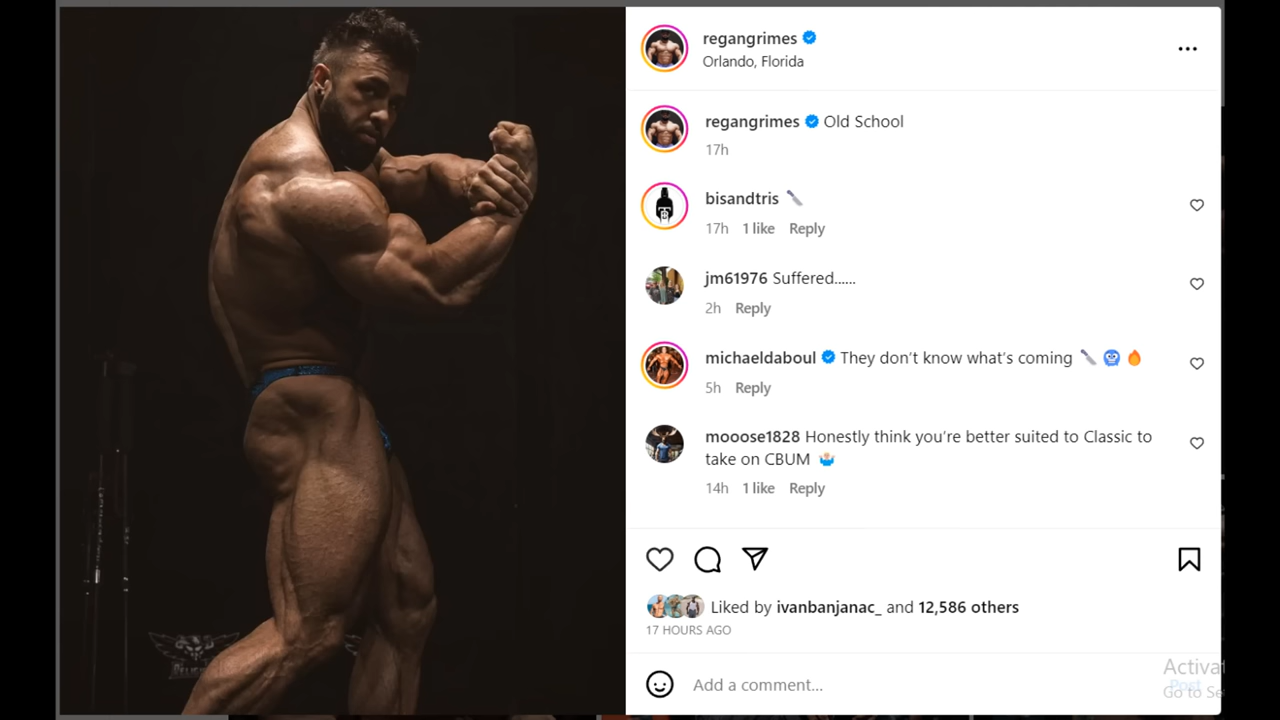 regangrimes
Orlando, Florida
regangrimes Old School
17h
bisandtris 🔪
17h 1 like Reply
jm61976 Suffered......
2h Reply
michaeldaboul They don't know what's coming 🔪 🥶 🔥
5h Reply
mooose1828 Honestly think you're better suited to Classic to
take on CBUM 🤷‍♂️
14h 1 like Reply
Liked by ivanbanjanac_ and 12,586 others
17 HOURS AGO
Add a comment...
Post